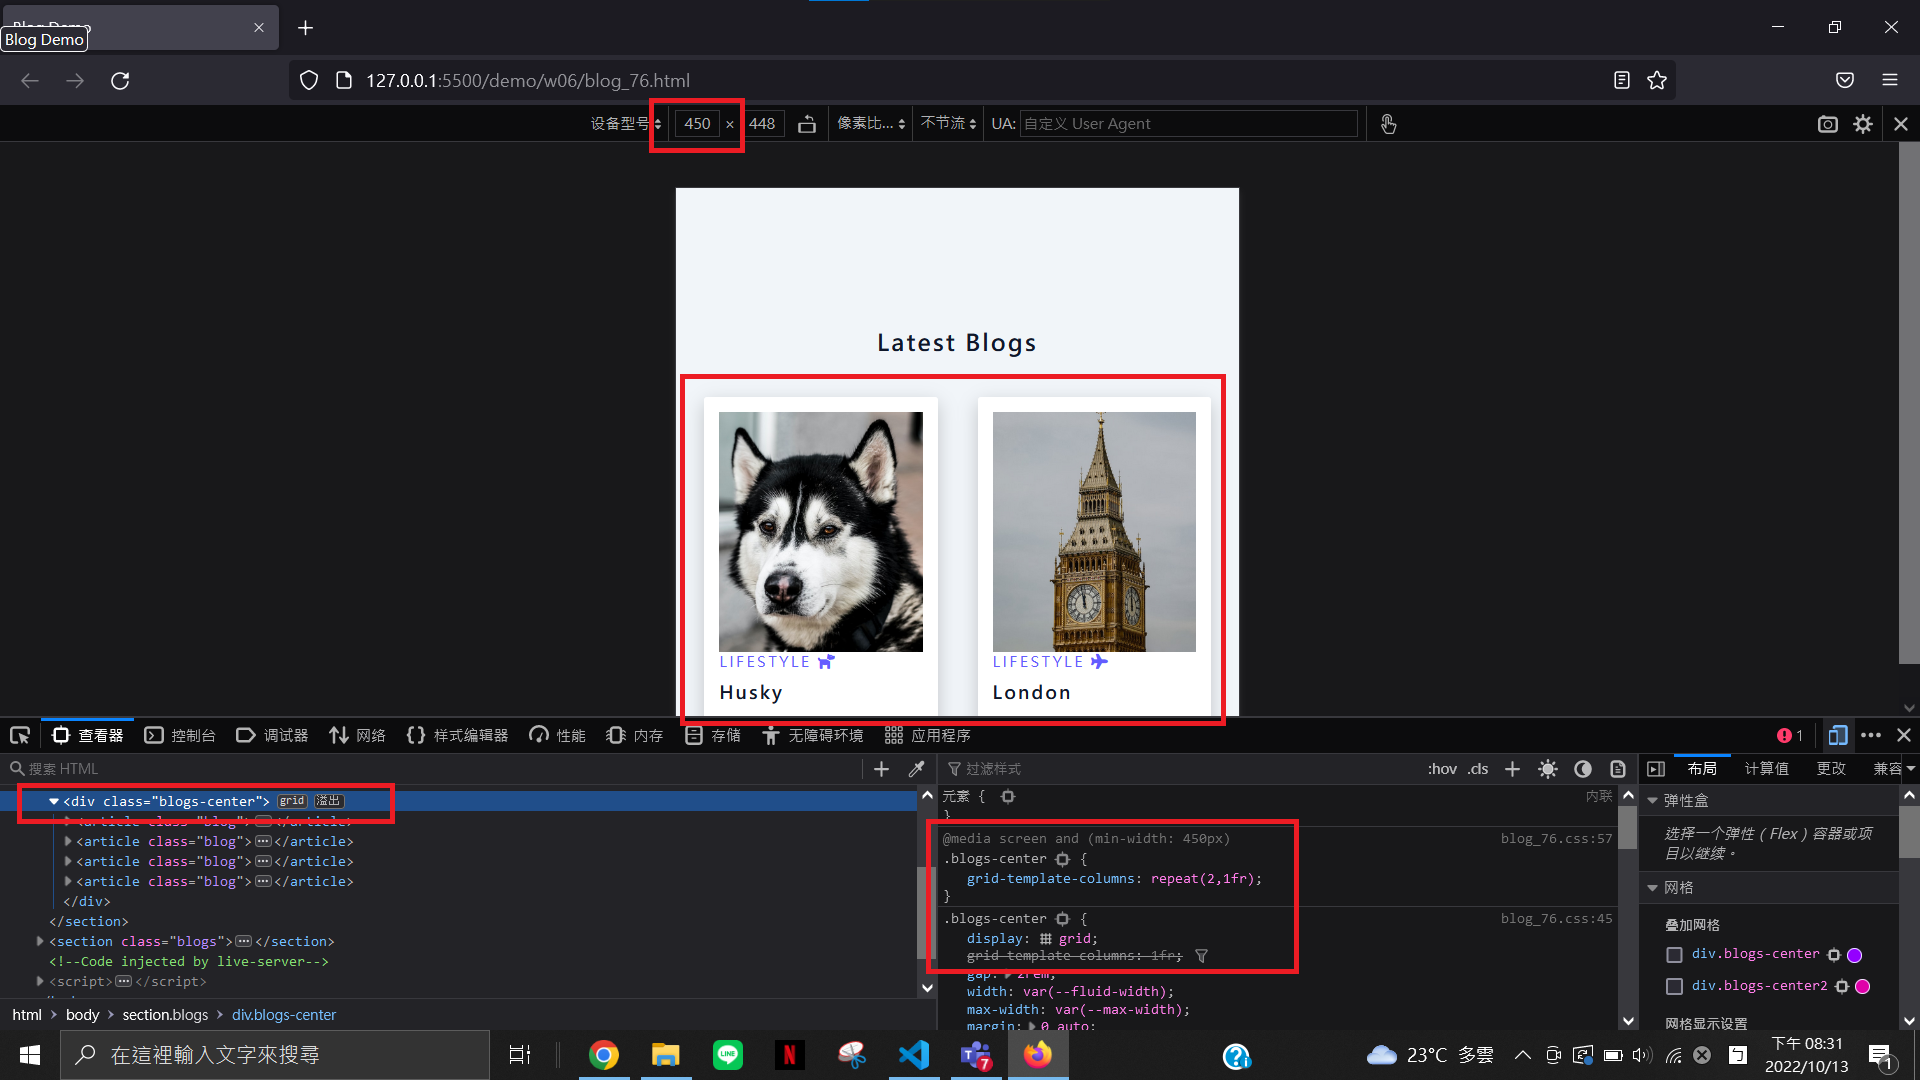 Blog Demo
127.0.0.1:5500/demo/w06/blog_76.html
设备型号 450 × 448 像素比... 不节流 UA: 自定义 User Agent
Latest Blogs
LIFESTYLE LIFESTYLE
Husky London
查看器 控制台 调试器 网络 样式编辑器 性能 内存 存储 无障碍环境 应用程序 1
搜索 HTML
<div class="blogs-center"> grid 溢出
<article class="blog"> </article>
<article class="blog"> </article>
<article class="blog"> </article>
<article class="blog"> </article>
</div>
</section>
<section class="blogs"> </section>
<!--Code injected by live-server-->
<script> </script>
html > body > section.blogs > div.blogs-center
过滤样式 :hov .cls
元素 { 内联
}
@media screen and (min-width: 450px) blog_76.css:57
.blogs-center {
grid-template-columns: repeat(2,1fr);
}
.blogs-center { blog_76.css:45
display: grid;
grid-template-columns: 1fr;
gap: 2rem;
width: var(--fluid-width);
max-width: var(--max-width);
margin: 0 auto;
布局 计算值 更改 兼容
弹性盒
选择一个弹性（Flex）容器或项目以继续。
网格
叠加网格
div.blogs-center
div.blogs-center2
网格显示设置
在這裡輸入文字來搜尋
LINE
N
7
23°C 多雲
下午 08:31
2022/10/13
1